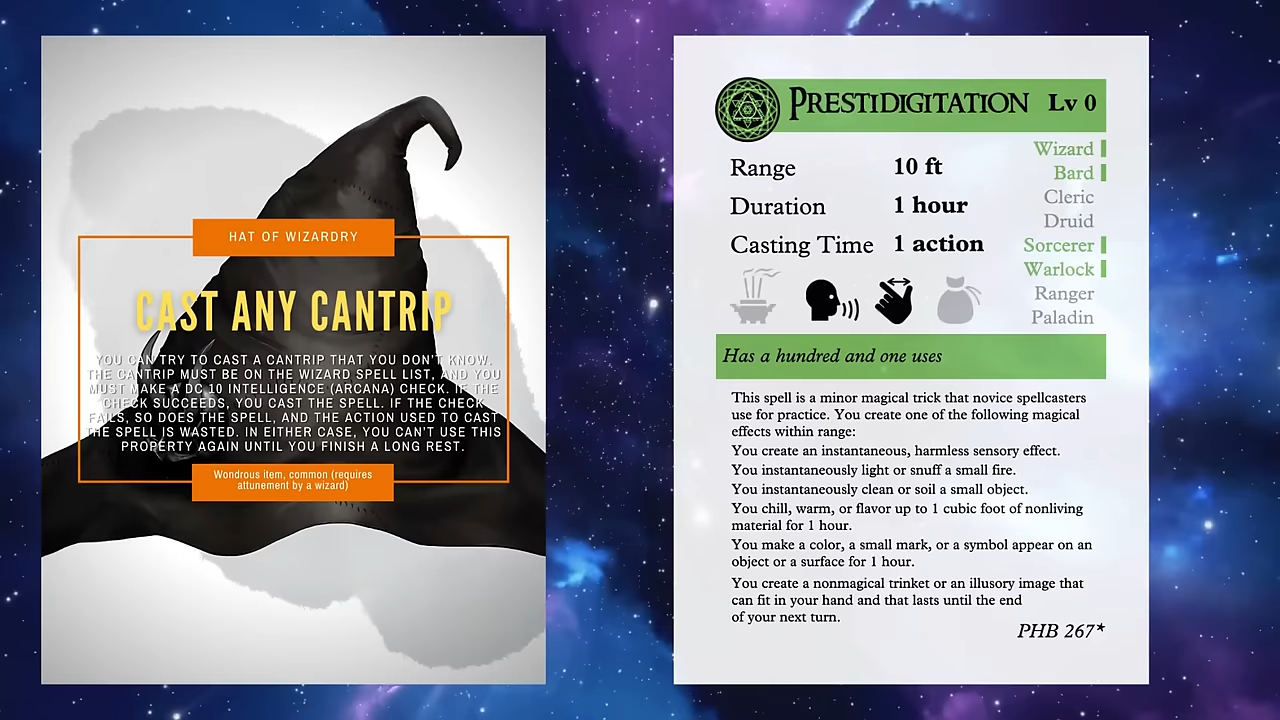 HAT OF WIZARDRY
CAST ANY CANTRIP
YOU CAN TRY TO CAST A CANTRIP THAT YOU DON'T KNOW.
THE CANTRIP MUST BE ON THE WIZARD SPELL LIST, AND YOU
MUST MAKE A DC 10 INTELLIGENCE (ARCANA) CHECK. IF THE
CHECK SUCCEEDS, YOU CAST THE SPELL. IF THE CHECK
FAILS, SO DOES THE SPELL, AND THE ACTION USED TO CAST
THE SPELL IS WASTED. IN EITHER CASE, YOU CAN'T USE THIS
PROPERTY AGAIN UNTIL YOU FINISH A LONG REST.
Wondrous item, common (requires
attunement by a wizard)
PRESTIDIGITATION Lv 0
Range 10 ft
Duration 1 hour
Casting Time 1 action
Wizard
Bard
Cleric
Druid
Sorcerer
Warlock
Ranger
Paladin
Has a hundred and one uses
This spell is a minor magical trick that novice spellcasters
use for practice. You create one of the following magical
effects within range:
You create an instantaneous, harmless sensory effect.
You instantaneously light or snuff a small fire.
You instantaneously clean or soil a small object.
You chill, warm, or flavor up to 1 cubic foot of nonliving
material for 1 hour.
You make a color, a small mark, or a symbol appear on an
object or a surface for 1 hour.
You create a nonmagical trinket or an illusory image that
can fit in your hand and that lasts until the end
of your next turn.
PHB 267*